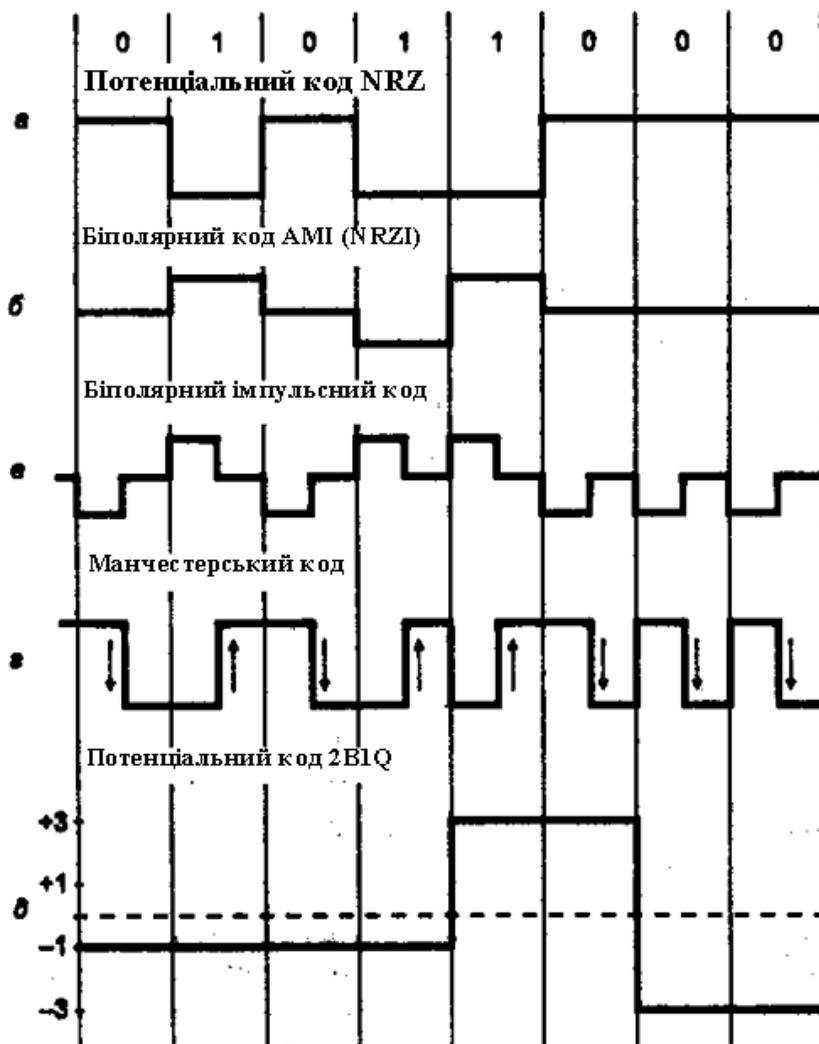 0 1 0 1 1 0 0 0
Потенціальний код NRZ
а
Біполярний код AMI (NRZI)
б
Біполярний імпульсний код
в
Манчестерський код
г
Потенціальний код 2B1Q
+3
+1
д
–1
–3